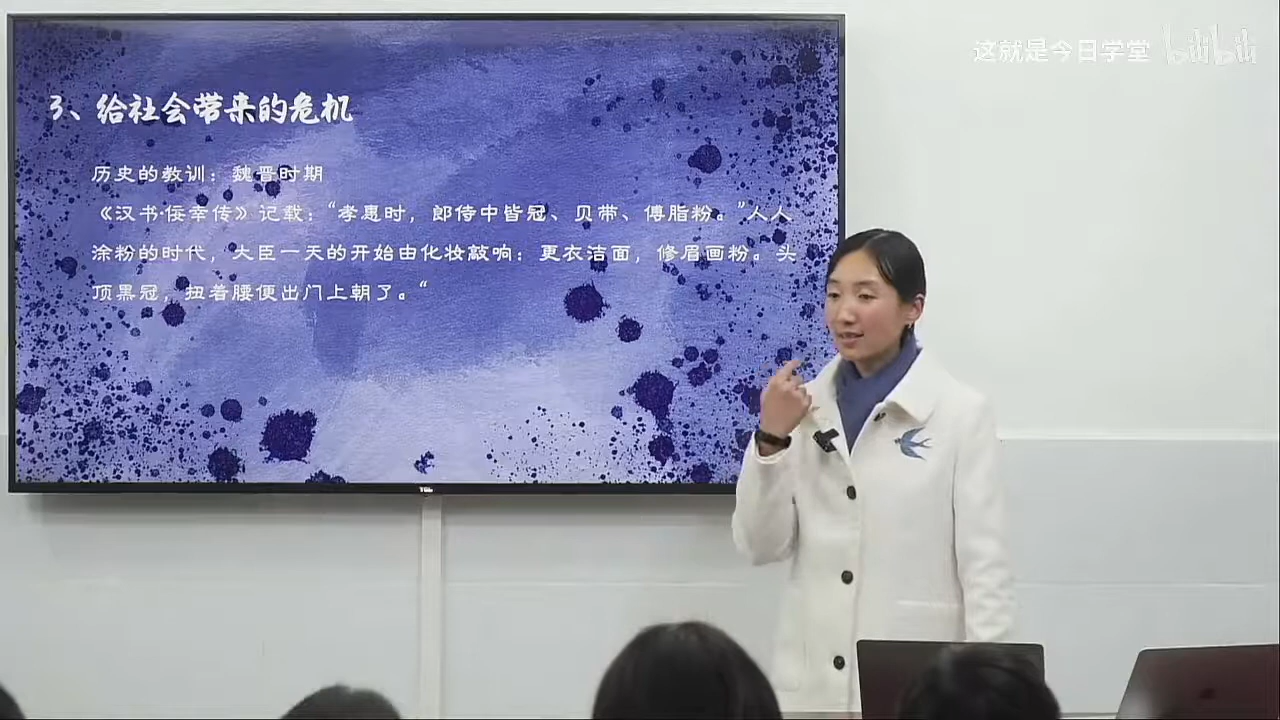 这就是今日学堂 bilibili
3、给社会带来的危机
历史的教训：魏晋时期
《汉书·佞幸传》记载：“孝惠时，郎侍中皆冠、贝带、傅脂粉。”人人
涂粉的时代，大臣一天的开始由化妆敲响：更衣洁面，修眉画粉。头
顶黑冠，扭着腰便出门上朝了。“